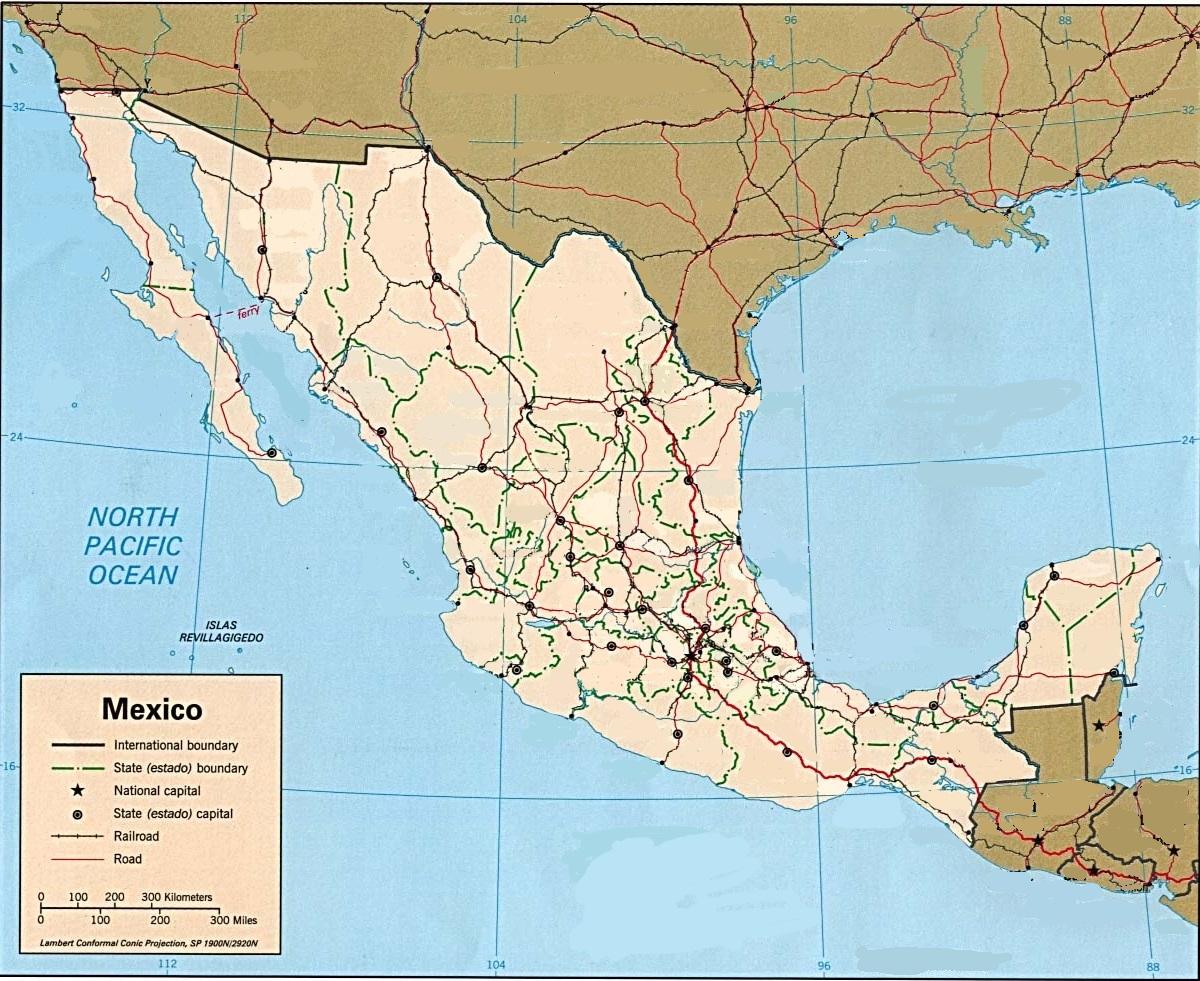 112
104
96
88
32
32
ferry
24
24
NORTH
PACIFIC
OCEAN
ISLAS
REVILLAGIGEDO
Mexico
International boundary
State (estado) boundary
National capital
State (estado) capital
Railroad
Road
0 100 200 300 Kilometers
0 100 200 300 Miles
Lambert Conformal Conic Projection, SP 1900N/2920N
16
16
112
104
96
88